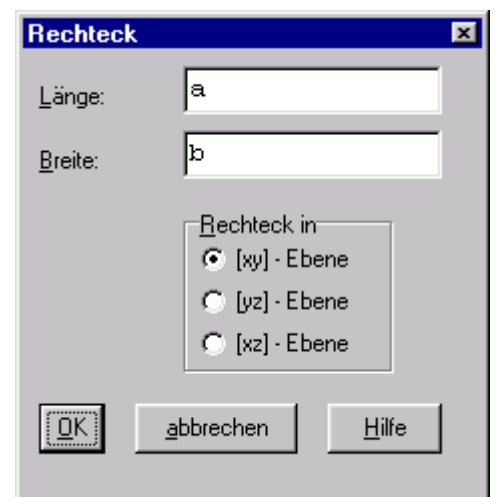 Rechteck
Länge: a
Breite: b
Rechteck in
[xy] - Ebene
[yz] - Ebene
[xz] - Ebene
OK abbrechen Hilfe